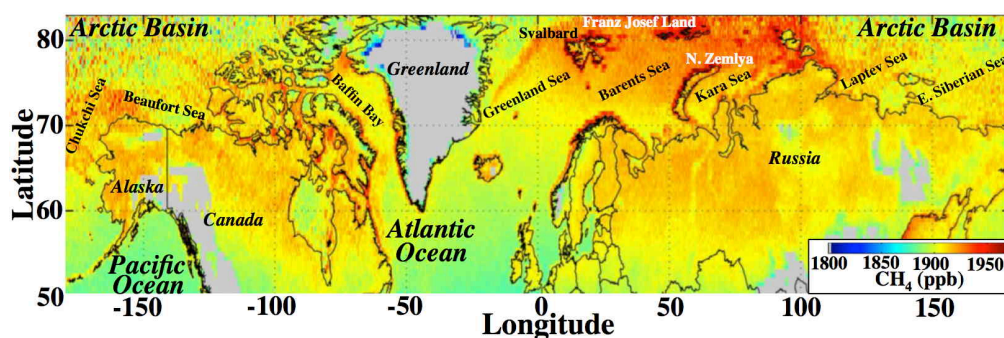 Arctic Basin
Svalbard
Franz Josef Land
Arctic Basin
Greenland
N. Zemlya
Chukchi Sea
Beaufort Sea
Baffin Bay
Greenland Sea
Barents Sea
Kara Sea
Laptev Sea
E. Siberian Sea
Alaska
Canada
Russia
Atlantic
Ocean
Pacific
Ocean
Latitude
80
70
60
50
1800 1850 1900 1950
CH4 (ppb)
-150 -100 -50 0 50 100 150
Longitude